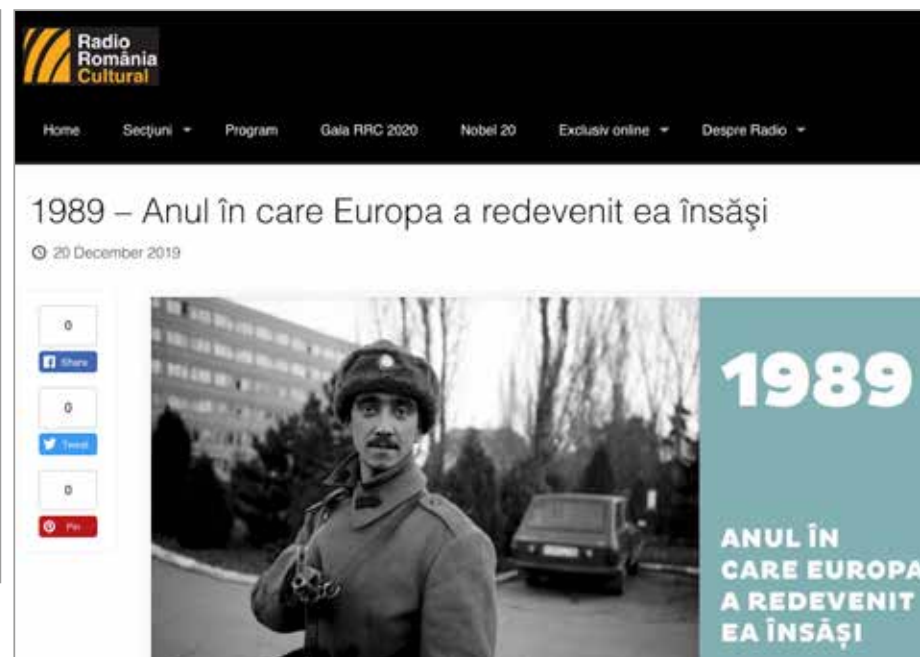 Radio
România
Cultural
Home Secţiuni Program Gala RRC 2020 Nobel 20 Exclusiv online Despre Radio
1989 – Anul în care Europa a redevenit ea însăşi
20 December 2019
0
Share
0
Tweet
0
Pin
1989
ANUL ÎN
CARE EUROPA
A REDEVENIT
EA ÎNSĂȘI